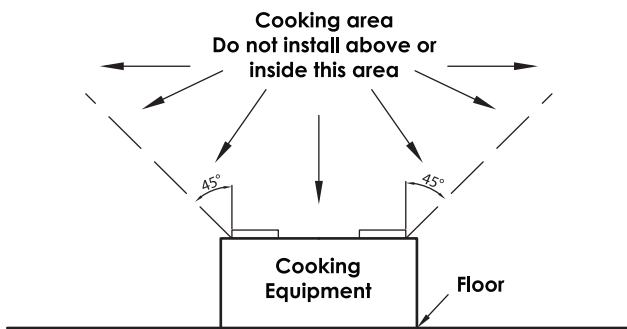 Cooking area
Do not install above or
inside this area
45°
45°
Cooking
Equipment
Floor